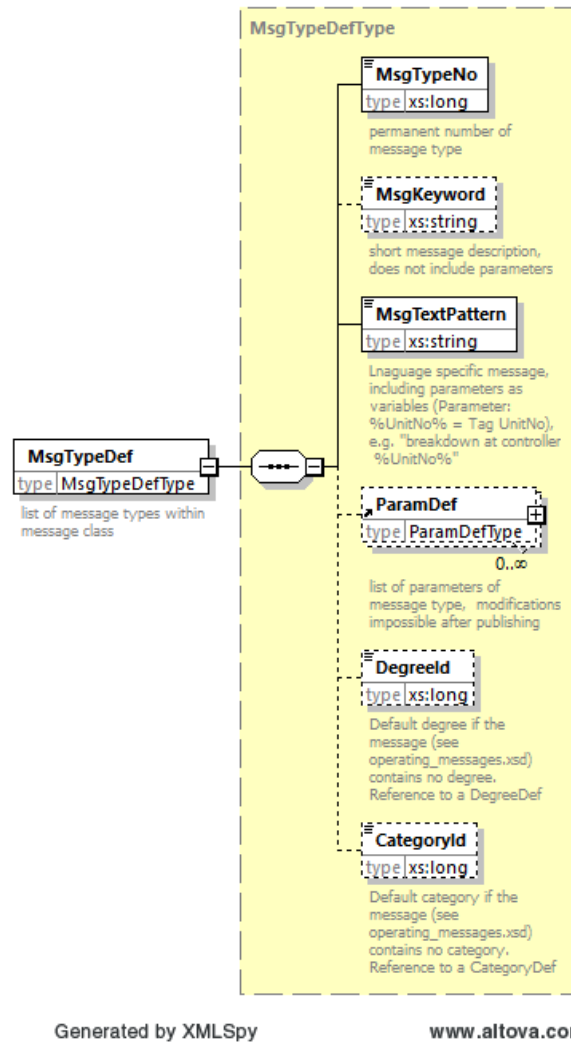 MsgTypeDefType
MsgTypeNo
type xs:long
permanent number of
message type
MsgKeyword
type xs:string
short message description,
does not include parameters
MsgTextPattern
type xs:string
Lnaguage specific message,
including parameters as
variables (Parameter:
%UnitNo% = Tag UnitNo),
e.g. "breakdown at controller
%UnitNo%"
MsgTypeDef
type MsgTypeDefType
list of message types within
message class
ParamDef
type ParamDefType
0..∞
list of parameters of
message type, modifications
impossible after publishing
DegreeId
type xs:long
Default degree if the
message (see
operating_messages.xsd)
contains no degree.
Reference to a DegreeDef
CategoryId
type xs:long
Default category if the
message (see
operating_messages.xsd)
contains no category.
Reference to a CategoryDef
Generated by XMLSpy
www.altova.com